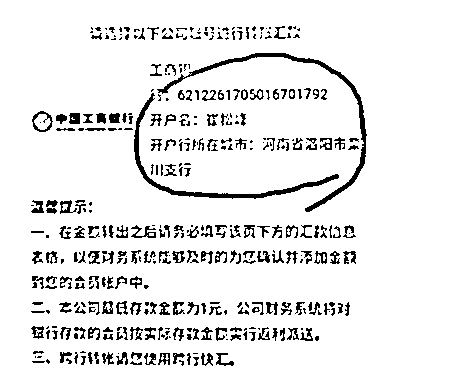 请选择以下公司账号进行转账汇款
工商银
行：6212261705016701792
中国工商银行
开户名：崔松峰
开户行所在城市：河南省洛阳市栾
川支行
温馨提示：
一、在金额转出之后请务必填写该页下方的汇款信息
表格，以便财务系统能够及时的为您确认并添加金额
到您的会员帐户中。
二、本公司最低存款金额为1元，公司财务系统将对
银行存款的会员按实际存款金额实行返利派送。
三、跨行转帐请您使用跨行快汇。